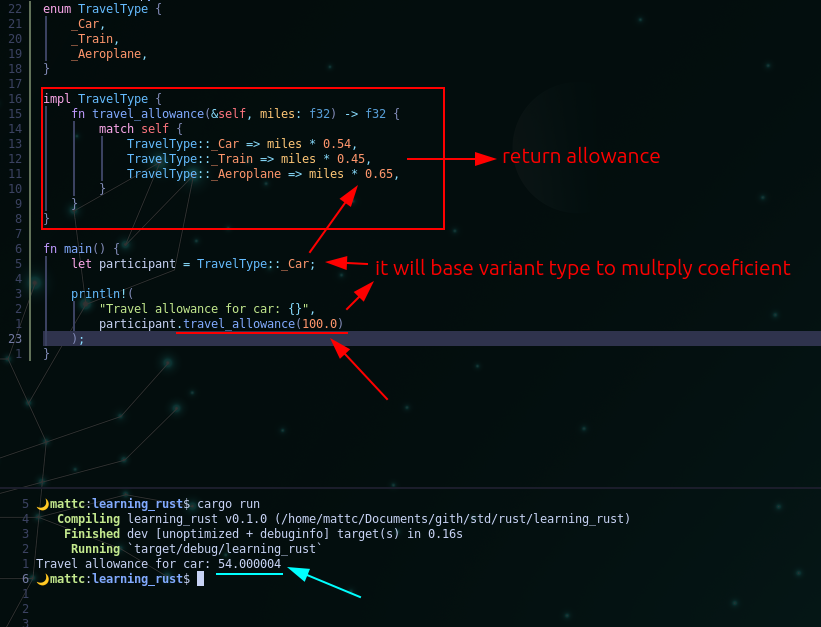 22 enum TravelType {
21 _Car,
20 _Train,
19 _Aeroplane,
18 }
17
16 impl TravelType {
15 fn travel_allowance(&self, miles: f32) -> f32 {
14 match self {
13 TravelType::_Car => miles * 0.54,
12 TravelType::_Train => miles * 0.45,
11 TravelType::_Aeroplane => miles * 0.65,
10 }
9 }
8 }
return allowance
7
6 fn main() {
5 let participant = TravelType::_Car;
it will base variant type to multply coeficient
4
3 println!(
2 "Travel allowance for car: {}",
1 participant.travel_allowance(100.0)
23 );
1 }
5 🌙mattc:learning_rust$ cargo run
4 Compiling learning_rust v0.1.0 (/home/mattc/Documents/gith/std/rust/learning_rust)
3 Finished dev [unoptimized + debuginfo] target(s) in 0.16s
2 Running `target/debug/learning_rust`
1 Travel allowance for car: 54.000004
6 🌙mattc:learning_rust$
1
2
3